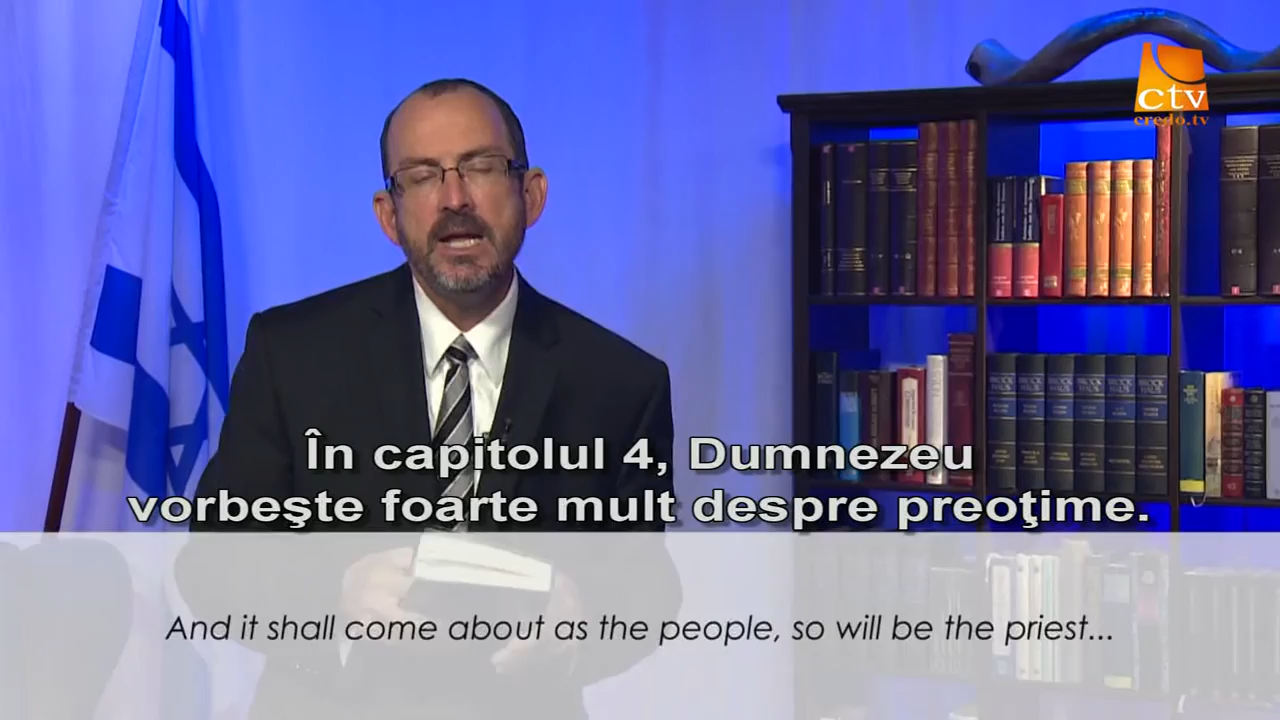 ctv
credo.tv
În capitolul 4, Dumnezeu
vorbeşte foarte mult despre preoţime.
And it shall come about as the people, so will be the priest...